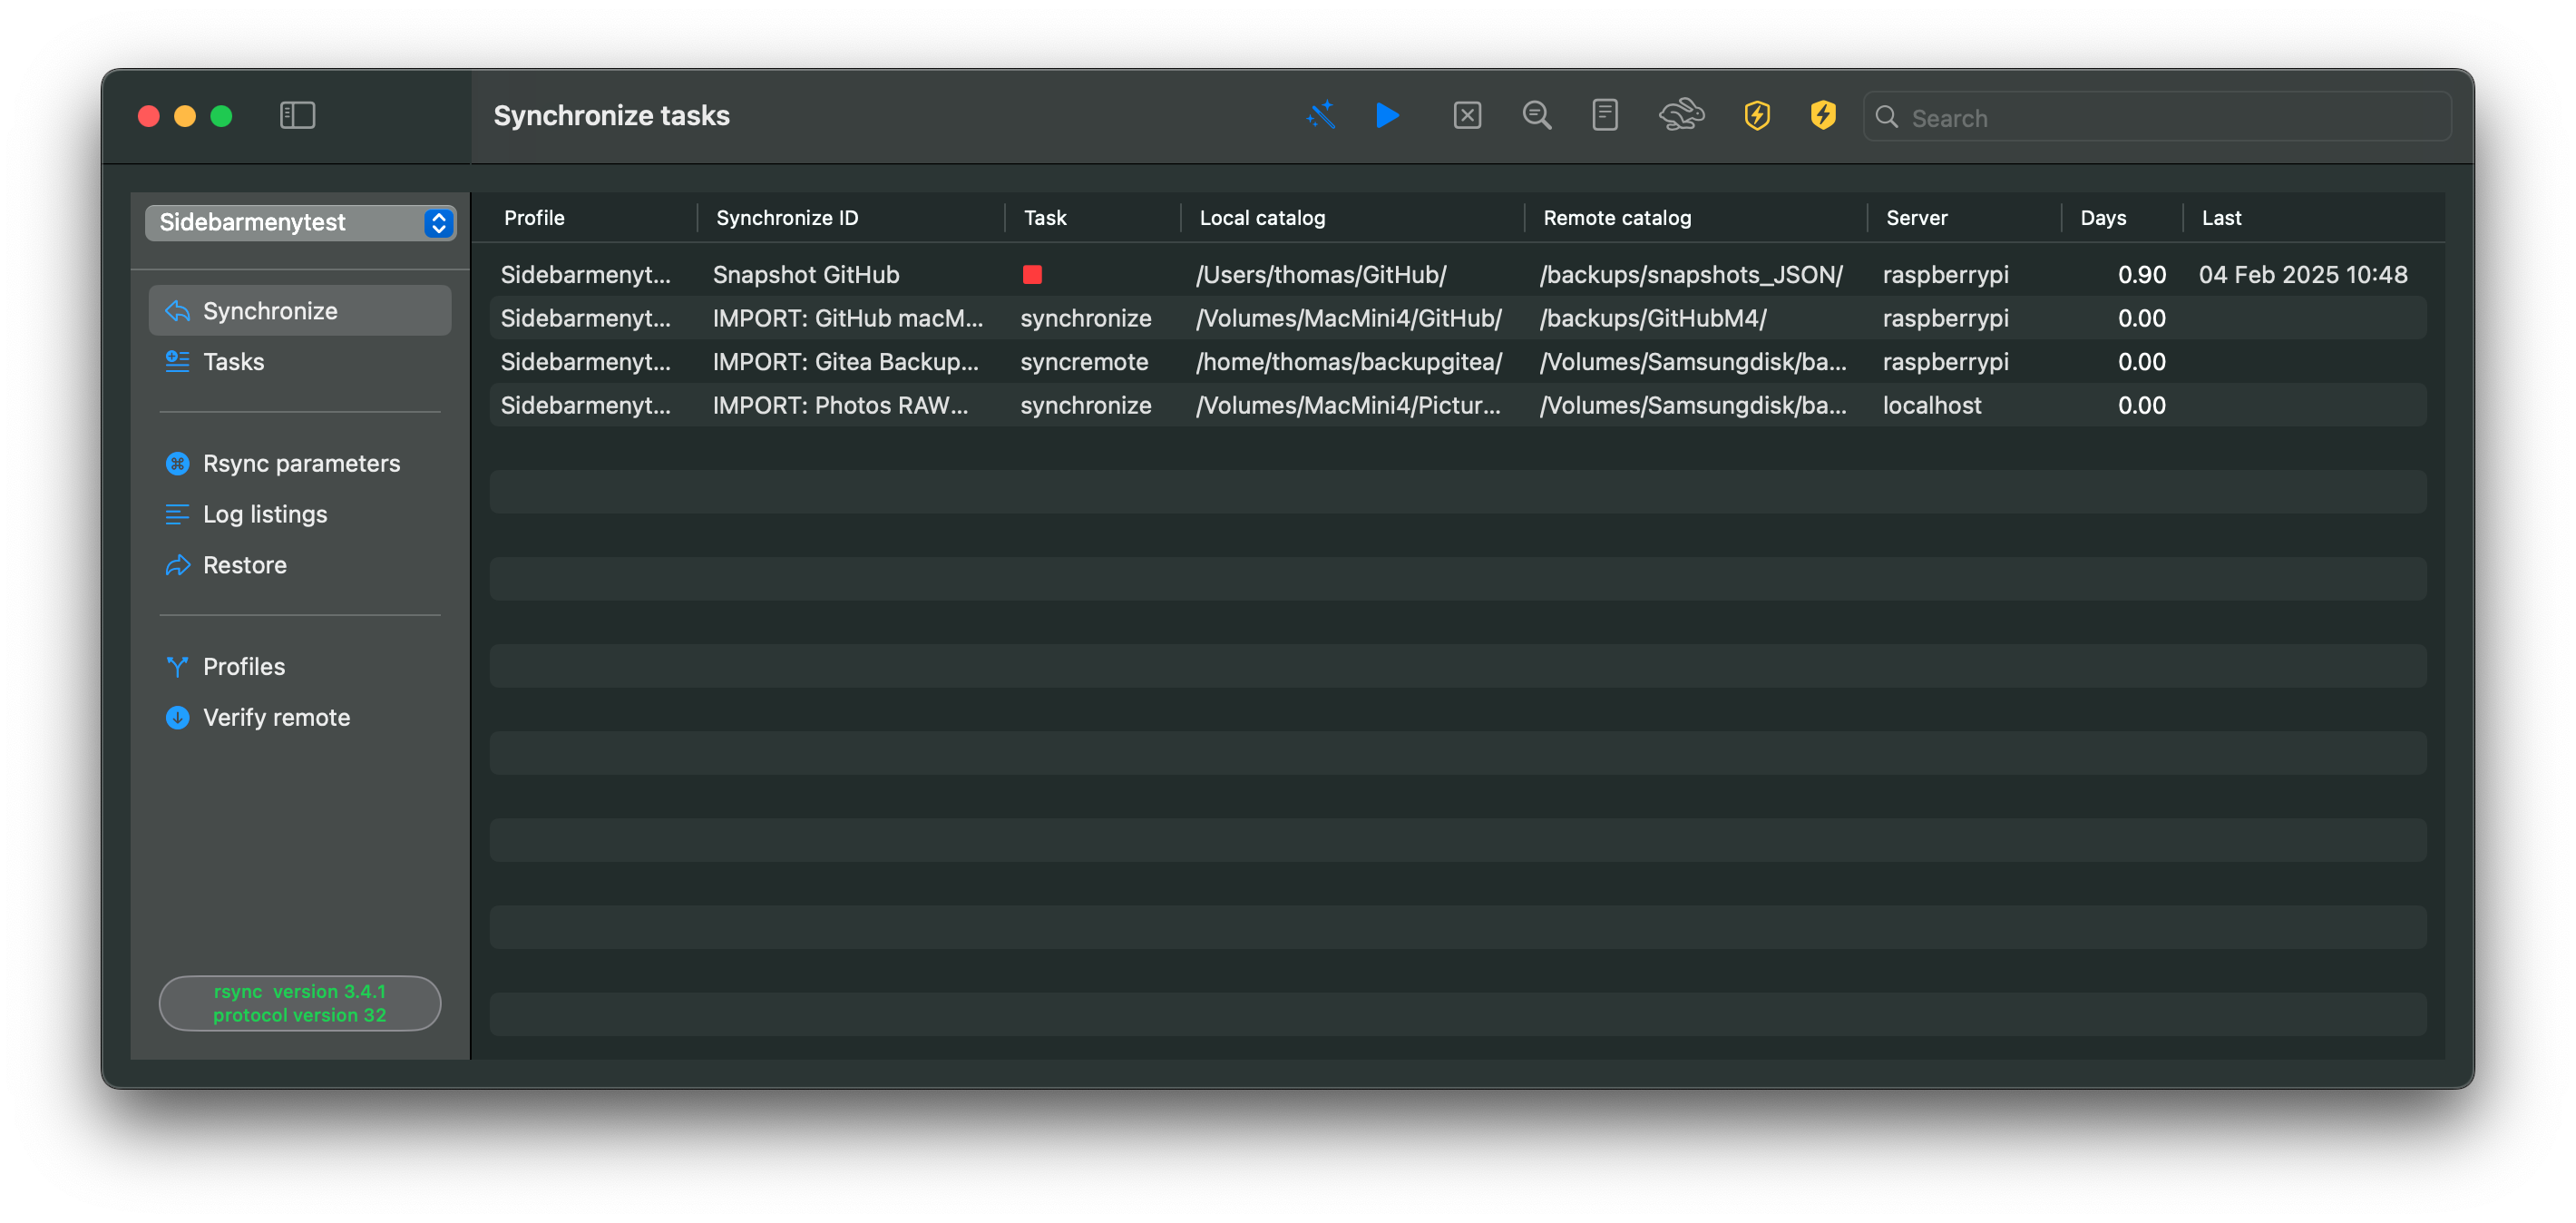 Synchronize tasks
Search
Sidebarmenytest
Synchronize
Tasks
Rsync parameters
Log listings
Restore
Profiles
Verify remote
rsync  version 3.4.1
protocol version 32
Profile Synchronize ID Task Local catalog Remote catalog Server Days Last
Sidebarmenyt... Snapshot GitHub /Users/thomas/GitHub/ /backups/snapshots_JSON/ raspberrypi 0.90 04 Feb 2025 10:48
Sidebarmenyt... IMPORT: GitHub macM... synchronize /Volumes/MacMini4/GitHub/ /backups/GitHubM4/ raspberrypi 0.00
Sidebarmenyt... IMPORT: Gitea Backup... syncremote /home/thomas/backupgitea/ /Volumes/Samsungdisk/ba... raspberrypi 0.00
Sidebarmenyt... IMPORT: Photos RAW... synchronize /Volumes/MacMini4/Pictur... /Volumes/Samsungdisk/ba... localhost 0.00